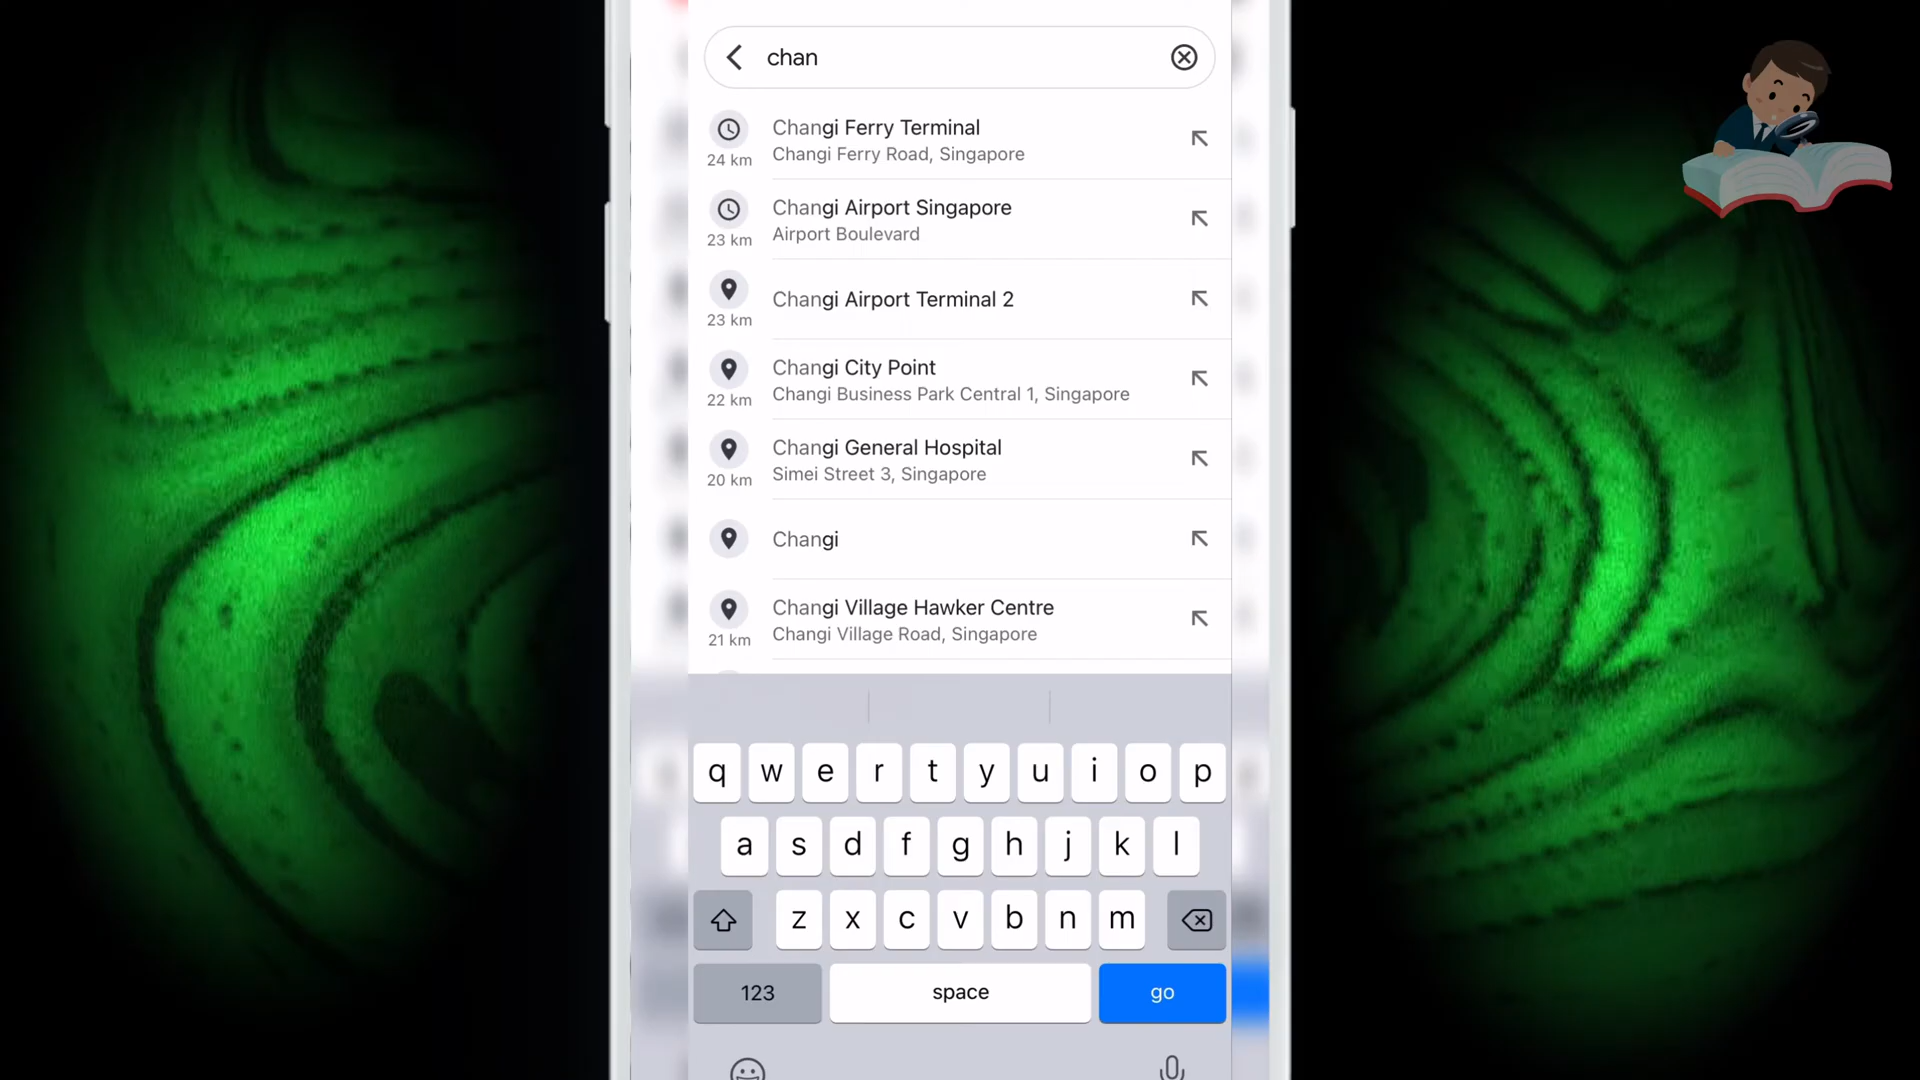 chan
Changi Ferry Terminal
24 km
Changi Ferry Road, Singapore
Changi Airport Singapore
23 km
Airport Boulevard
Changi Airport Terminal 2
23 km
Changi City Point
22 km
Changi Business Park Central 1, Singapore
Changi General Hospital
20 km
Simei Street 3, Singapore
Changi
Changi Village Hawker Centre
21 km
Changi Village Road, Singapore
q w e r t y u i o p
a s d f g h j k l
z x c v b n m
123 space go